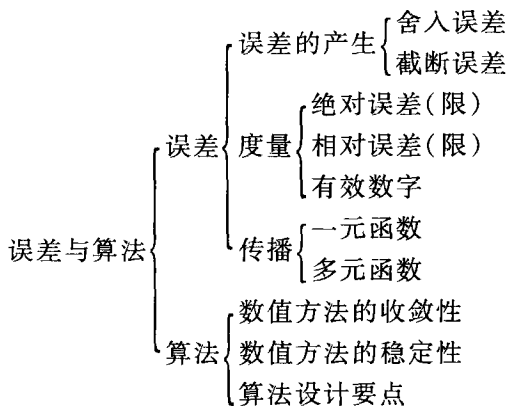 舍入误差
误差的产生
截断误差
绝对误差(限)
误差
度量
相对误差(限)
有效数字
一元函数
误差与算法
传播
多元函数
数值方法的收敛性
算法
数值方法的稳定性
算法设计要点